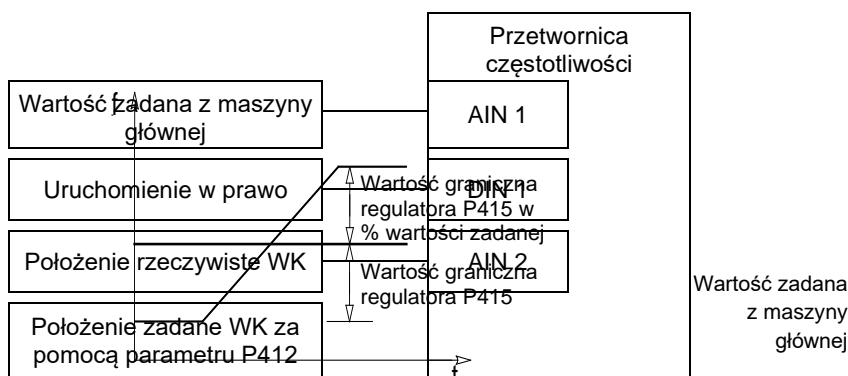 Przetwornica
częstotliwości
Wartość zadana z maszyny
głównej
f
AIN 1
Uruchomienie w prawo
DIN 1
Wartość graniczna
regulatora P415 w
% wartości zadanej
Położenie rzeczywiste WK
AIN 2
Wartość graniczna
regulatora P415
Położenie zadane WK za
pomocą parametru P412
t
Wartość zadana
z maszyny
głównej